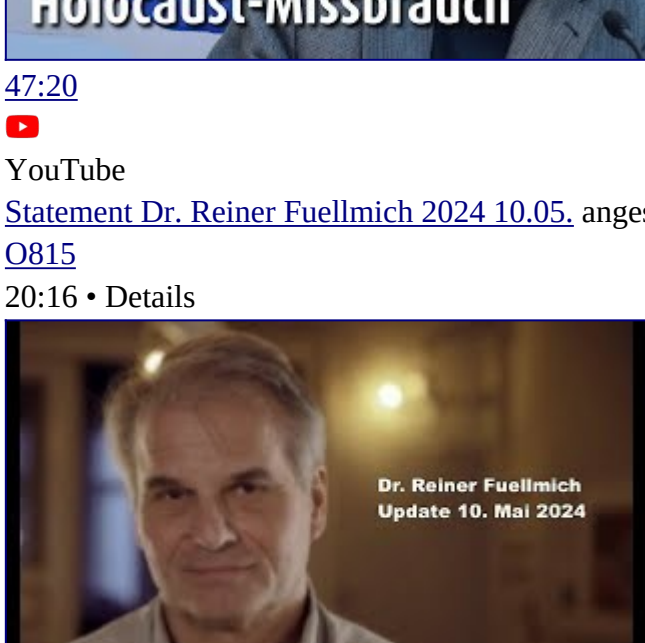 Holocaust-Missbrauch
47:20
YouTube
Statement Dr. Reiner Fuellmich 2024 10.05. anges
O815
20:16 • Details
Dr. Reiner Fuellmich
Update 10. Mai 2024